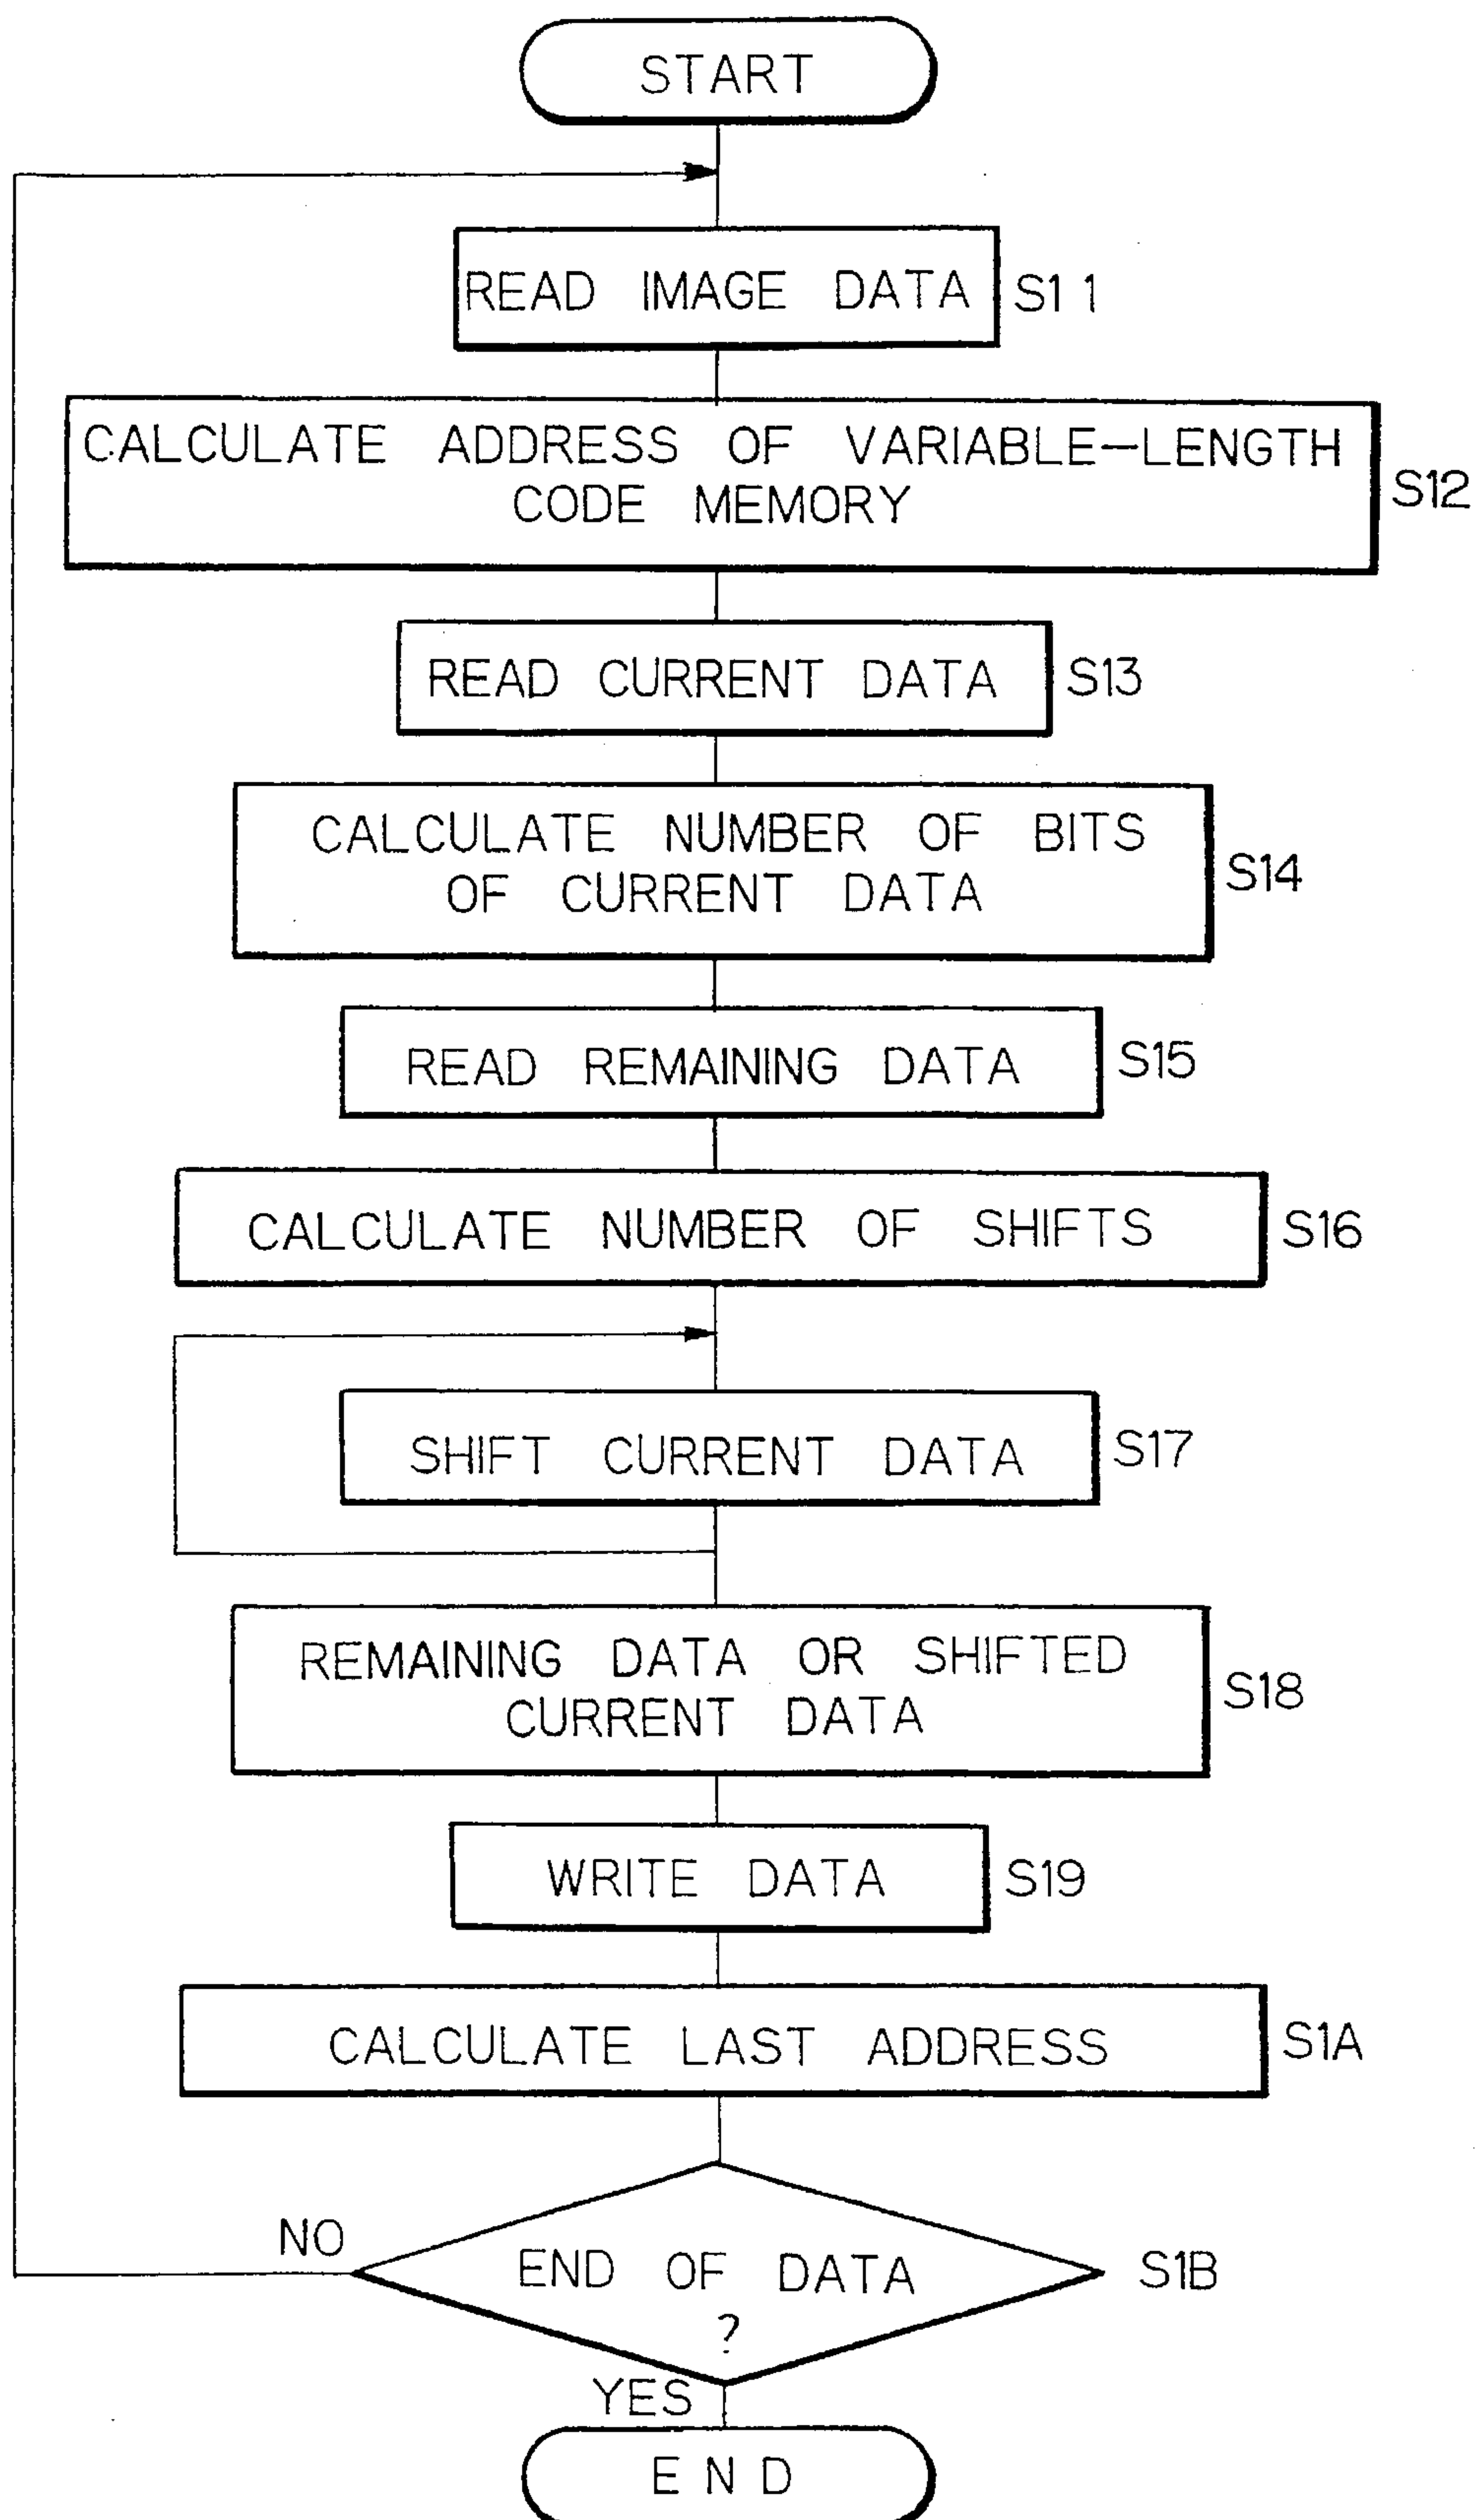 START
READ IMAGE DATA S11
CALCULATE ADDRESS OF VARIABLE-LENGTH
CODE MEMORY
S12
READ CURRENT DATA S13
CALCULATE NUMBER OF BITS
OF CURRENT DATA
S14
READ REMAINING DATA S15
CALCULATE NUMBER OF SHIFTS S16
SHIFT CURRENT DATA S17
REMAINING DATA OR SHIFTED
CURRENT DATA
S18
WRITE DATA S19
CALCULATE LAST ADDRESS S1A
NO
END OF DATA S1B
?
YES
END